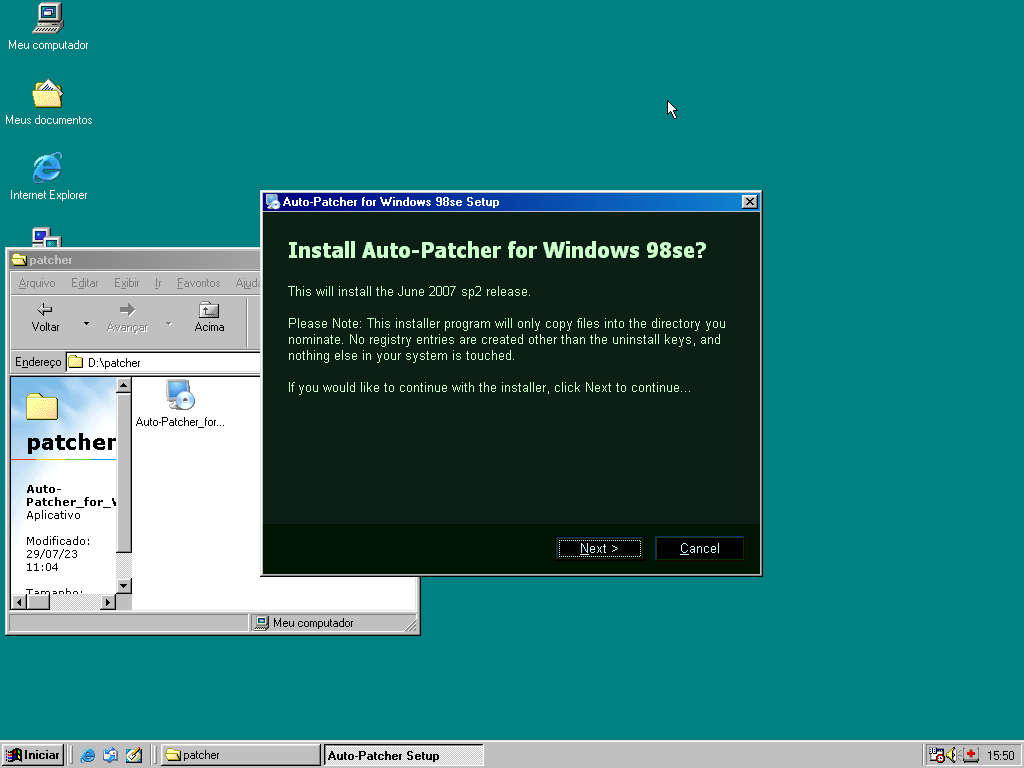 Meu computador
Meus documentos
Internet Explorer
patcher
Arquivo Editar Exibir Ir Favoritos Ajuda
Voltar Avançar Acima
Endereço D:\patcher
patcher
Auto-
Patcher_for_
Aplicativo
Modificado:
29/07/23
11:04
Tamanho:
Auto-Patcher_for...
Meu computador
Auto-Patcher for Windows 98se Setup
Install Auto-Patcher for Windows 98se?
This will install the June 2007 sp2 release.
Please Note: This installer program will only copy files into the directory you
nominate. No registry entries are created other than the uninstall keys, and
nothing else in your system is touched.
If you would like to continue with the installer, click Next to continue...
Next > Cancel
Iniciar patcher Auto-Patcher Setup 15:50